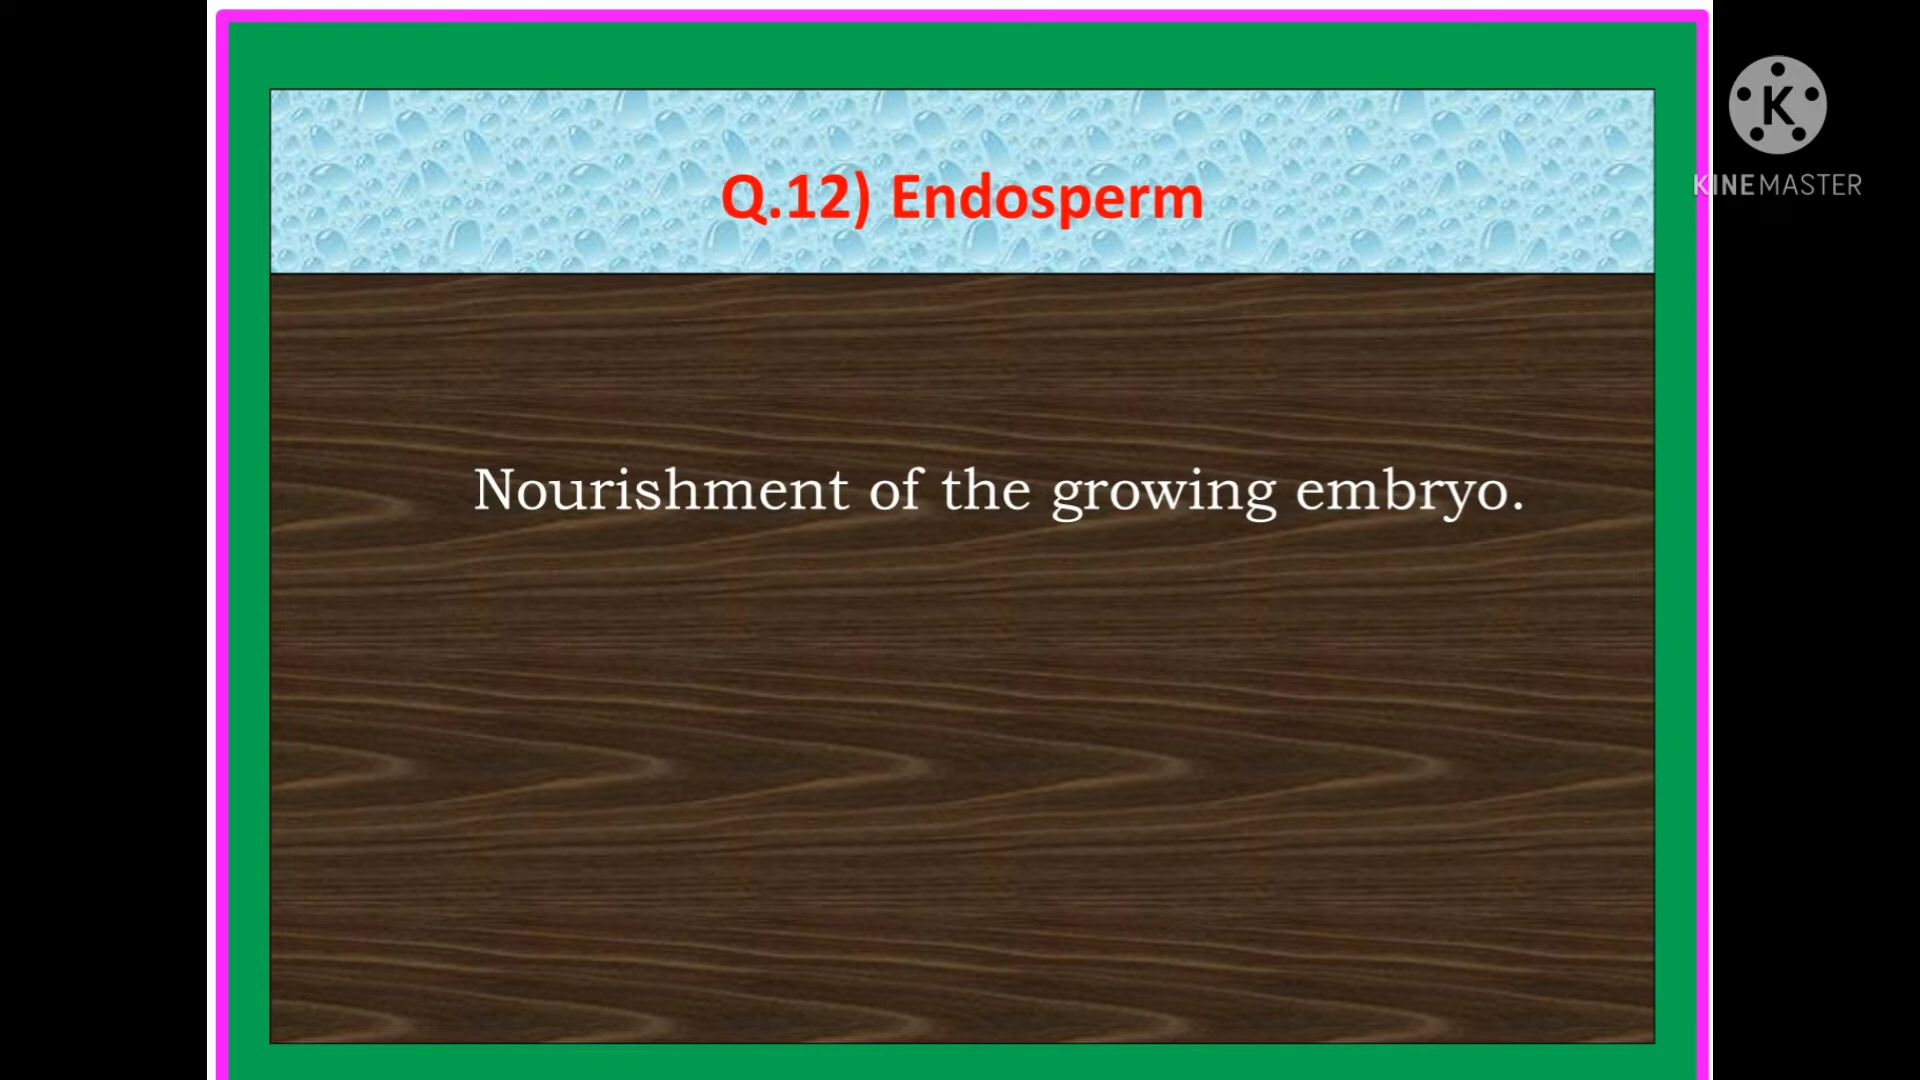 Q.12) Endosperm
K
KINEMASTER
Nourishment of the growing embryo.